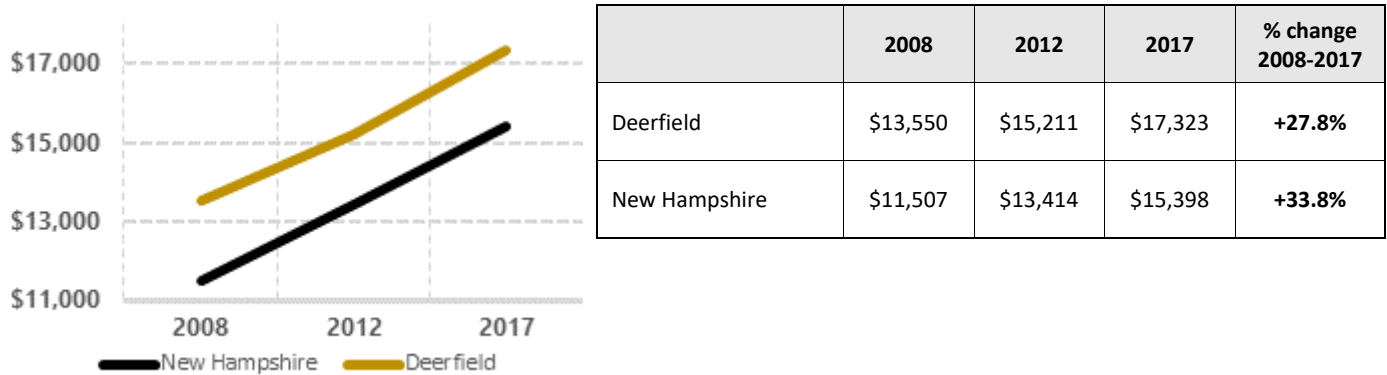 $17,000
$15,000
$13,000
$11,000
2008 2012 2017
New Hampshire Deerfield
2008 2012 2017 % change
2008-2017
Deerfield $13,550 $15,211 $17,323 +27.8%
New Hampshire $11,507 $13,414 $15,398 +33.8%